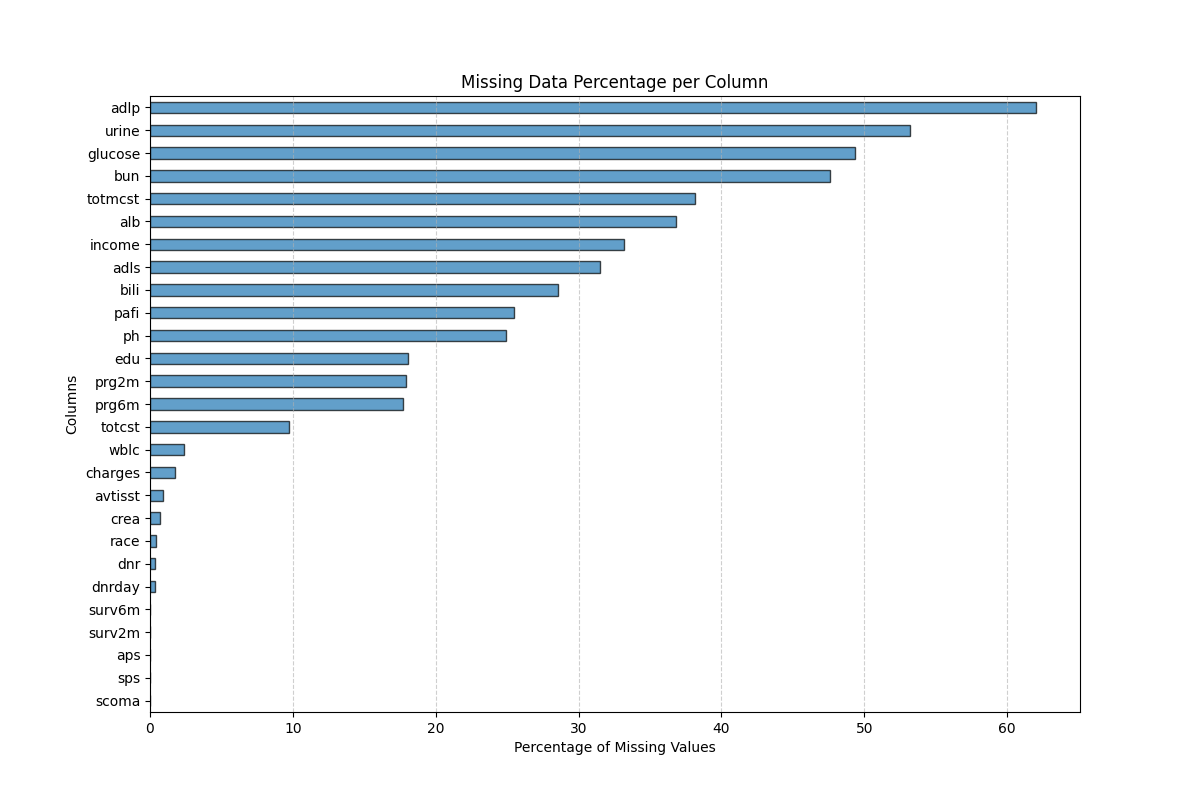 Missing Data Percentage per Column
adlp
urine
glucose
bun
totmcst
alb
income
adls
bili
pafi
ph
edu
prg2m
prg6m
totcst
wblc
charges
avtisst
crea
race
dnr
dnrday
surv6m
surv2m
aps
sps
scoma
Columns
0 10 20 30 40 50 60
Percentage of Missing Values